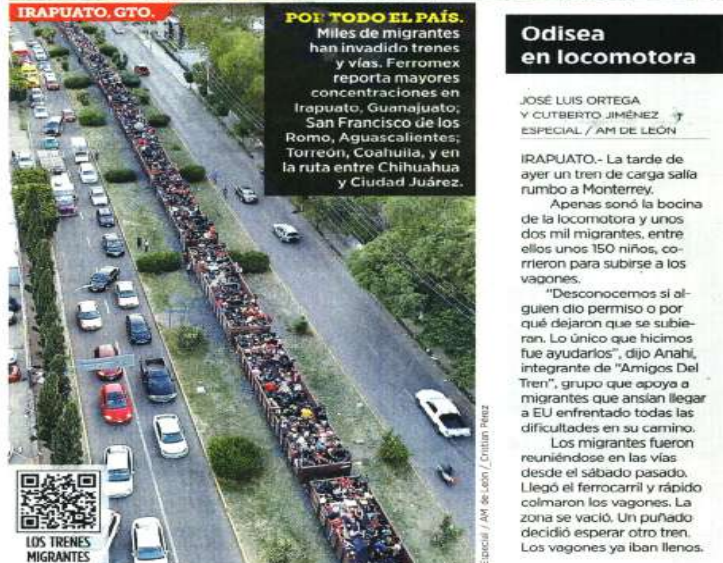 IRAPUATO, GTO.
POR TODO EL PAÍS.
Miles de migrantes
han invadido trenes
y vías. Ferromex
reporta mayores
concentraciones en
Irapuato, Guanajuato;
San Francisco de los
Romo, Aguascalientes;
Torreón, Coahuila, y en
la ruta entre Chihuahua
y Ciudad Juárez.
LOS TRENES
MIGRANTES
Especial / AM de León / Cristian Pérez
Odisea
en locomotora
JOSÉ LUIS ORTEGA
Y CUTBERTO JIMÉNEZ
ESPECIAL / AM DE LEÓN
IRAPUATO.- La tarde de
ayer un tren de carga salía
rumbo a Monterrey.
Apenas sonó la bocina
de la locomotora y unos
dos mil migrantes, entre
ellos unos 150 niños, co-
rrieron para subirse a los
vagones.
"Desconocemos si al-
guien dio permiso o por
qué dejaron que se subie-
ran. Lo único que hicimos
fue ayudarlos", dijo Anahí,
integrante de "Amigos Del
Tren", grupo que apoya a
migrantes que ansían llegar
a EU enfrentado todas las
dificultades en su camino.
Los migrantes fueron
reuniéndose en las vías
desde el sábado pasado.
Llegó el ferrocarril y rápido
colmaron los vagones. La
zona se vació. Un puñado
decidió esperar otro tren.
Los vagones ya iban llenos.